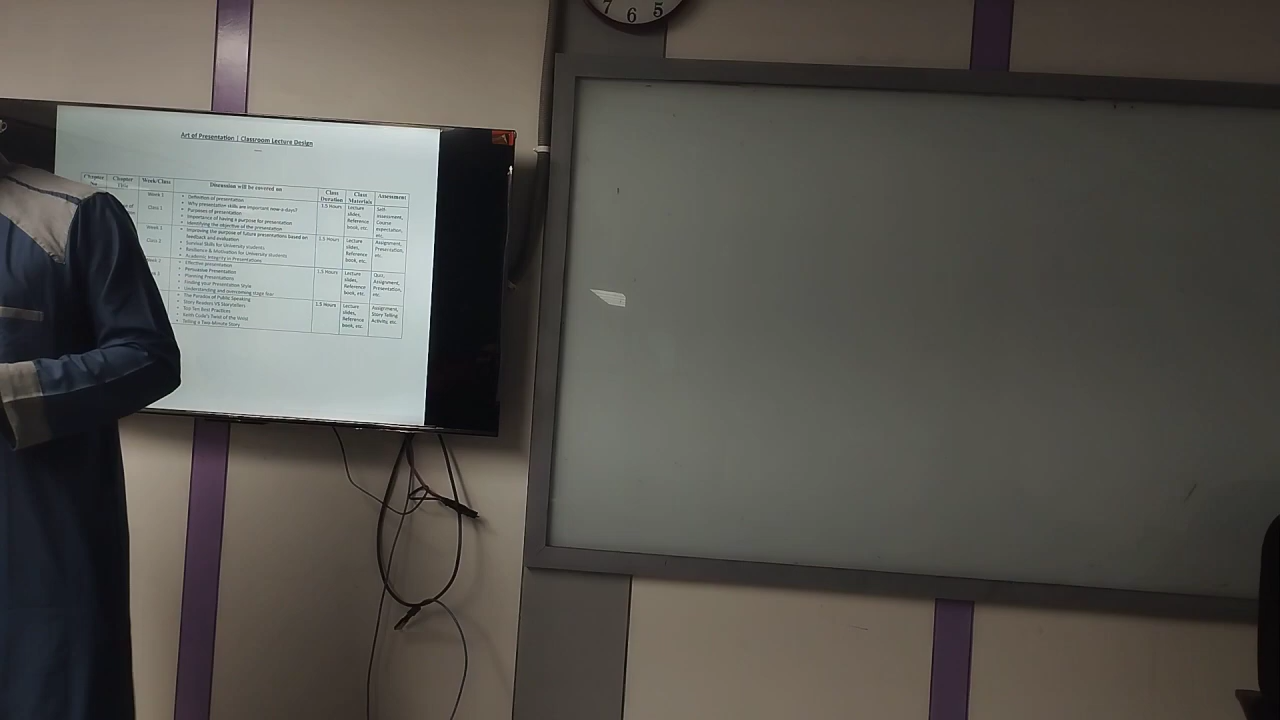 7 6 5
Art of Presentation | Classroom Lecture Design
Chapter Chapter Week/Class Discussion will be covered on Class Duration Class Materials Assessment
Week 1
Class 1
• Definition of presentation
• Why presentation skills are important now-a-days?
• Purposes of presentation
• Importance of having a purpose for presentation
• Identifying the objective of the presentation
1.5 Hours
Lecture slides, Reference book, etc.
Self-assessment, Course expectation, etc.
Week 1
Class 2
• Improving the purpose of future presentations based on
feedback and evaluation
• Survival Skills for University students
• Resilience & Motivation for University students
• Academic Integrity in Presentations
1.5 Hours
Lecture slides, Reference book, etc.
Assignment, Presentation, etc.
• Effective presentation
• Persuasive Presentation
• Planning Presentations
• Finding your Presentation Style
• Understanding and overcoming stage fear
1.5 Hours
Lecture slides, Reference book, etc.
Quiz, Assignment, Presentation, etc.
• The Paradox of Public Speaking
• Story Readers VS Storytellers
• Top Ten Best Practices
• Telling a Two Minute Story
1.5 Hours
Lecture slides, Reference book, etc.
Assignment, Story Telling Activity, etc.